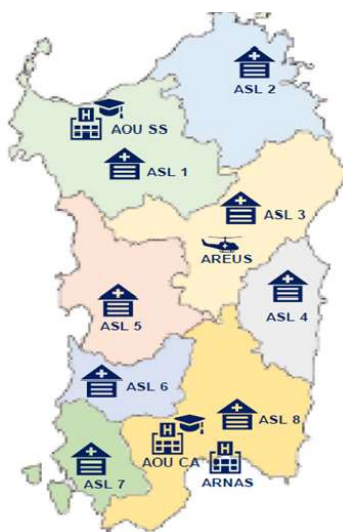 ASL 2
H
AOU SS
ASL 1
ASL 3
AREUS
ASL 4
ASL 5
ASL 6
ASL 8
H
AOU CA
H
ARNAS
ASL 7